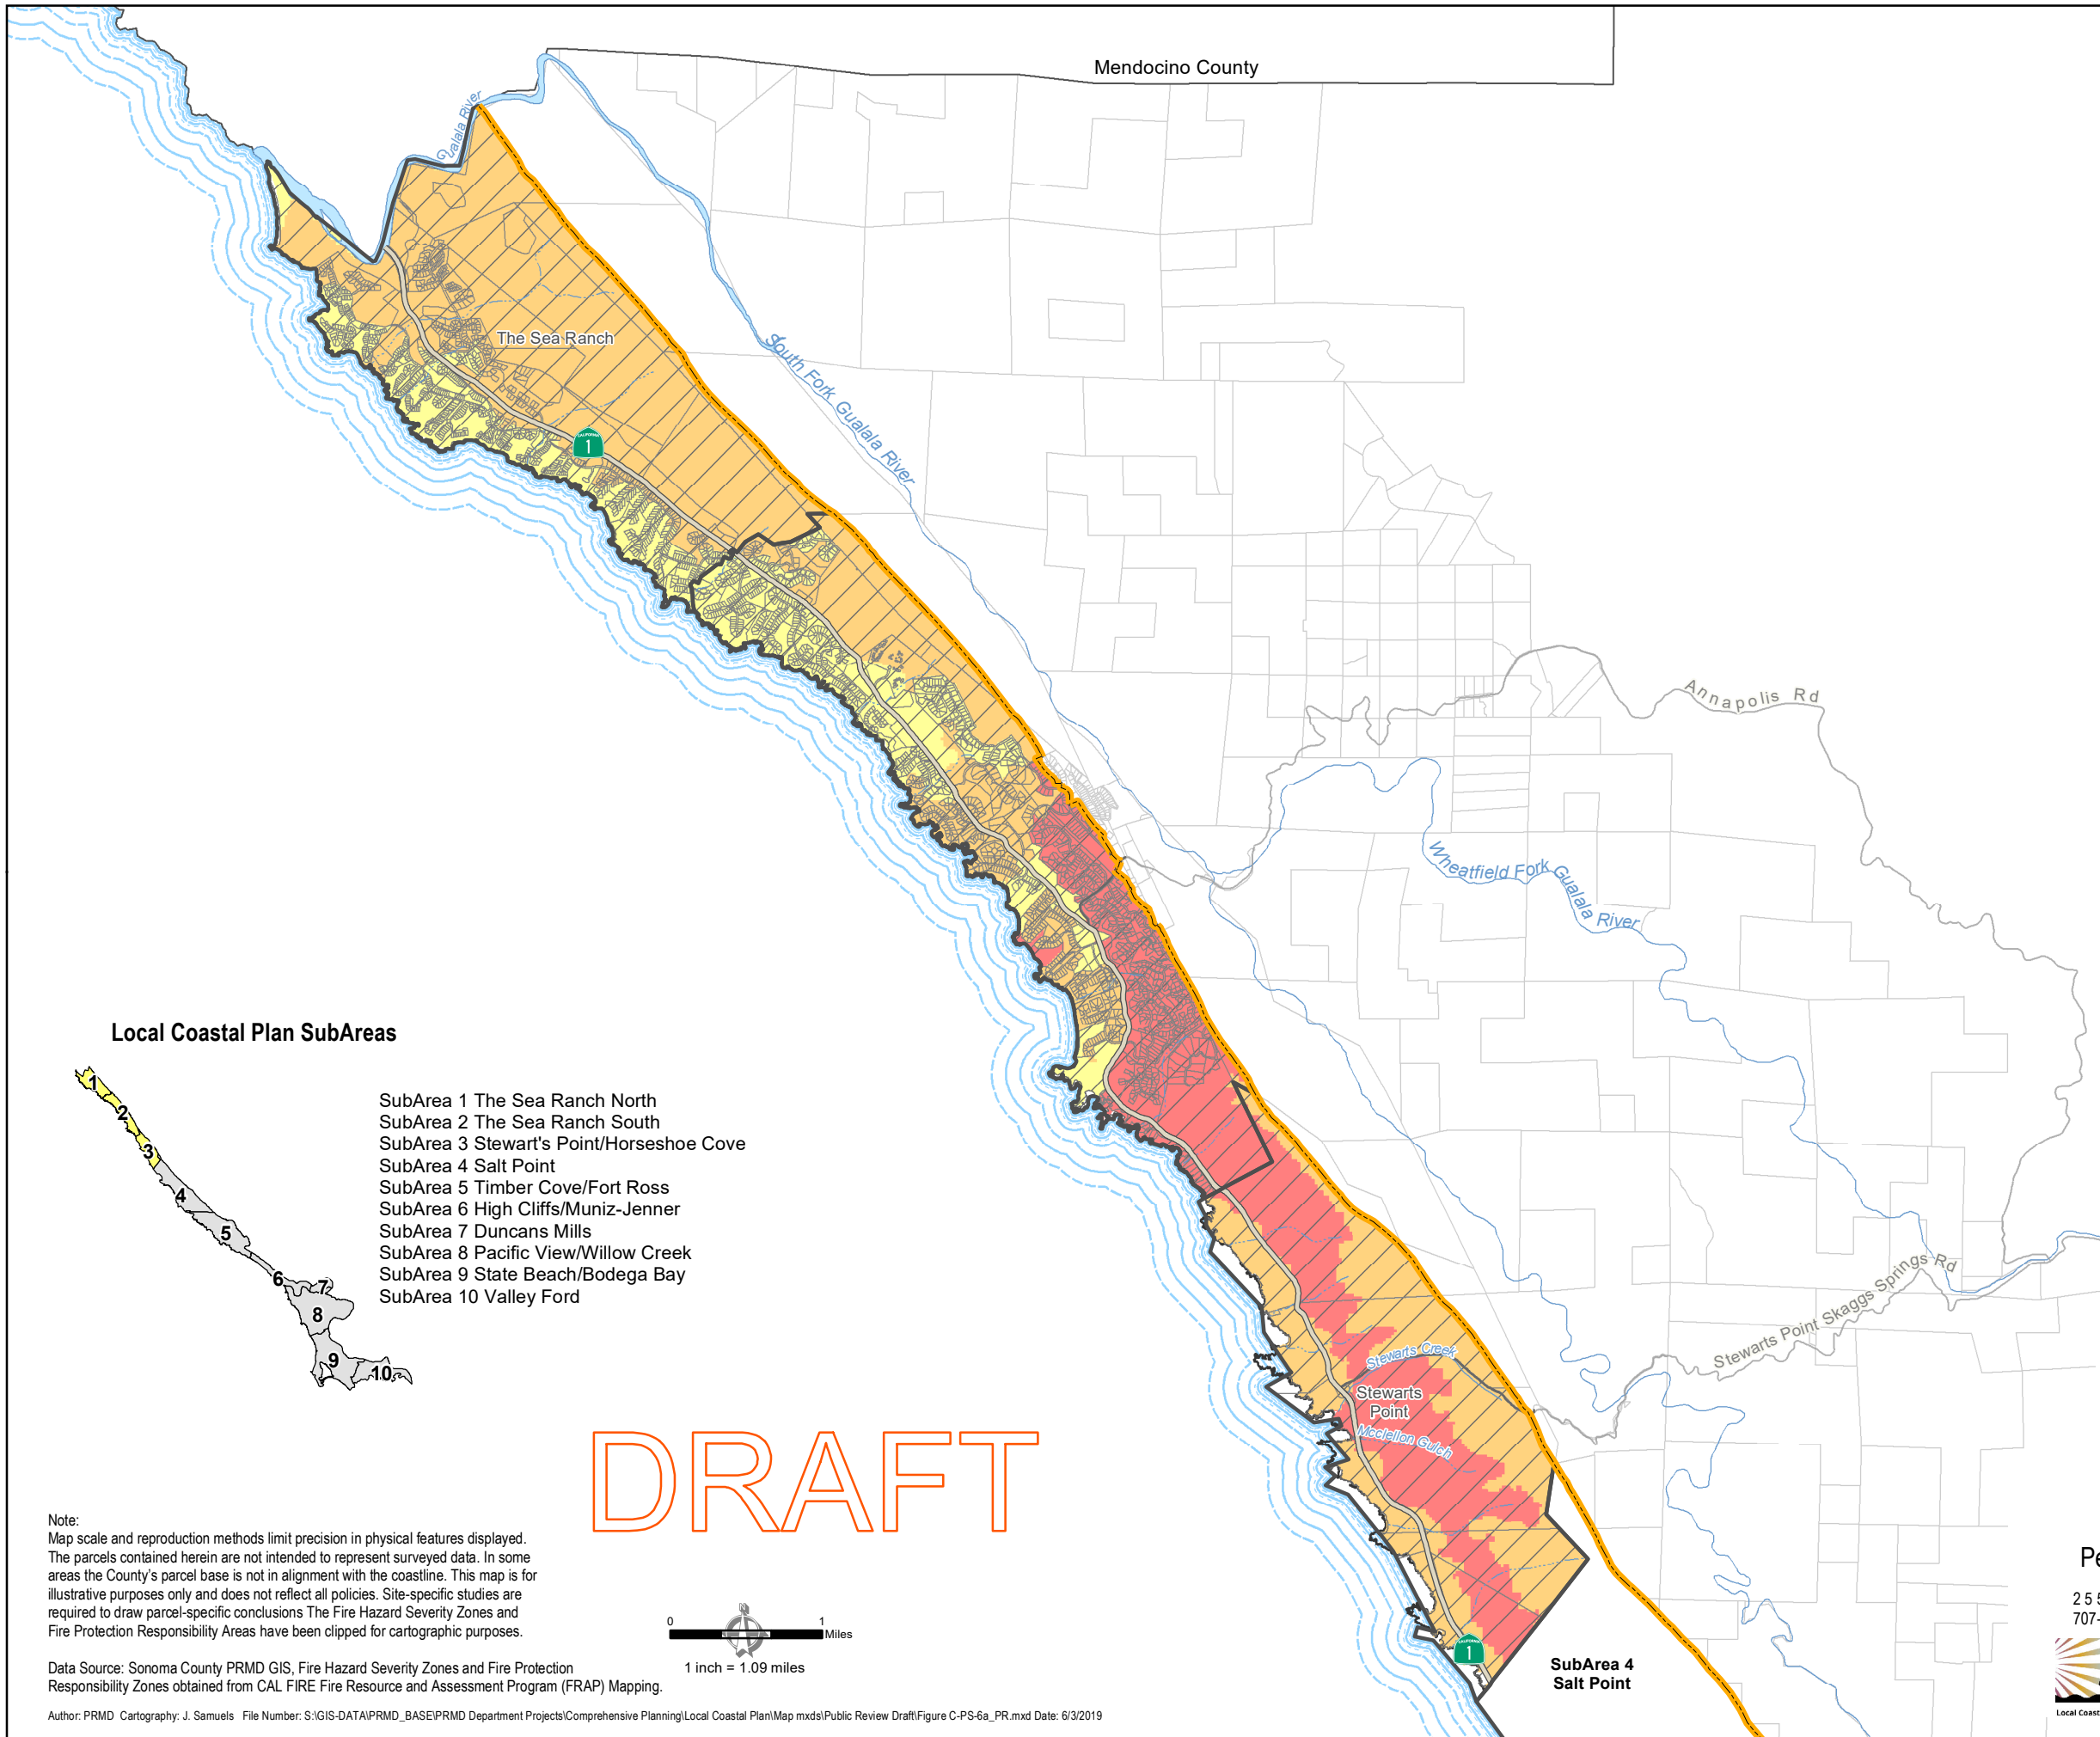 Mendocino County
Gualala River
The Sea Ranch
CALIFORNIA
1
South Fork Gualala River
Annapolis Rd
Wheatfield Fork Gualala River
Local Coastal Plan SubAreas
1
2
3
4
5
6
7
8
9
10
SubArea 1 The Sea Ranch North
SubArea 2 The Sea Ranch South
SubArea 3 Stewart's Point/Horseshoe Cove
SubArea 4 Salt Point
SubArea 5 Timber Cove/Fort Ross
SubArea 6 High Cliffs/Muniz-Jenner
SubArea 7 Duncans Mills
SubArea 8 Pacific View/Willow Creek
SubArea 9 State Beach/Bodega Bay
SubArea 10 Valley Ford
Stewarts Point Skaggs Springs Rd
Stewarts Creek
Stewarts
Point
Mcclellon Gulch
DRAFT
Note:
Map scale and reproduction methods limit precision in physical features displayed.
The parcels contained herein are not intended to represent surveyed data. In some
areas the County's parcel base is not in alignment with the coastline. This map is for
illustrative purposes only and does not reflect all policies. Site-specific studies are
required to draw parcel-specific conclusions The Fire Hazard Severity Zones and
Fire Protection Responsibility Areas have been clipped for cartographic purposes.
0 1
Miles
1 inch = 1.09 miles
Data Source: Sonoma County PRMD GIS, Fire Hazard Severity Zones and Fire Protection
Responsibility Zones obtained from CAL FIRE Fire Resource and Assessment Program (FRAP) Mapping.
Author: PRMD Cartography: J. Samuels File Number: S:\GIS-DATA\PRMD_BASE\PRMD Department Projects\Comprehensive Planning\Local Coastal Plan\Map mxds\Public Review Draft\Figure C-PS-6a_PR.mxd Date: 6/3/2019
CALIFORNIA
1
SubArea 4
Salt Point
Pe
2 5 5
707-
Local Coast